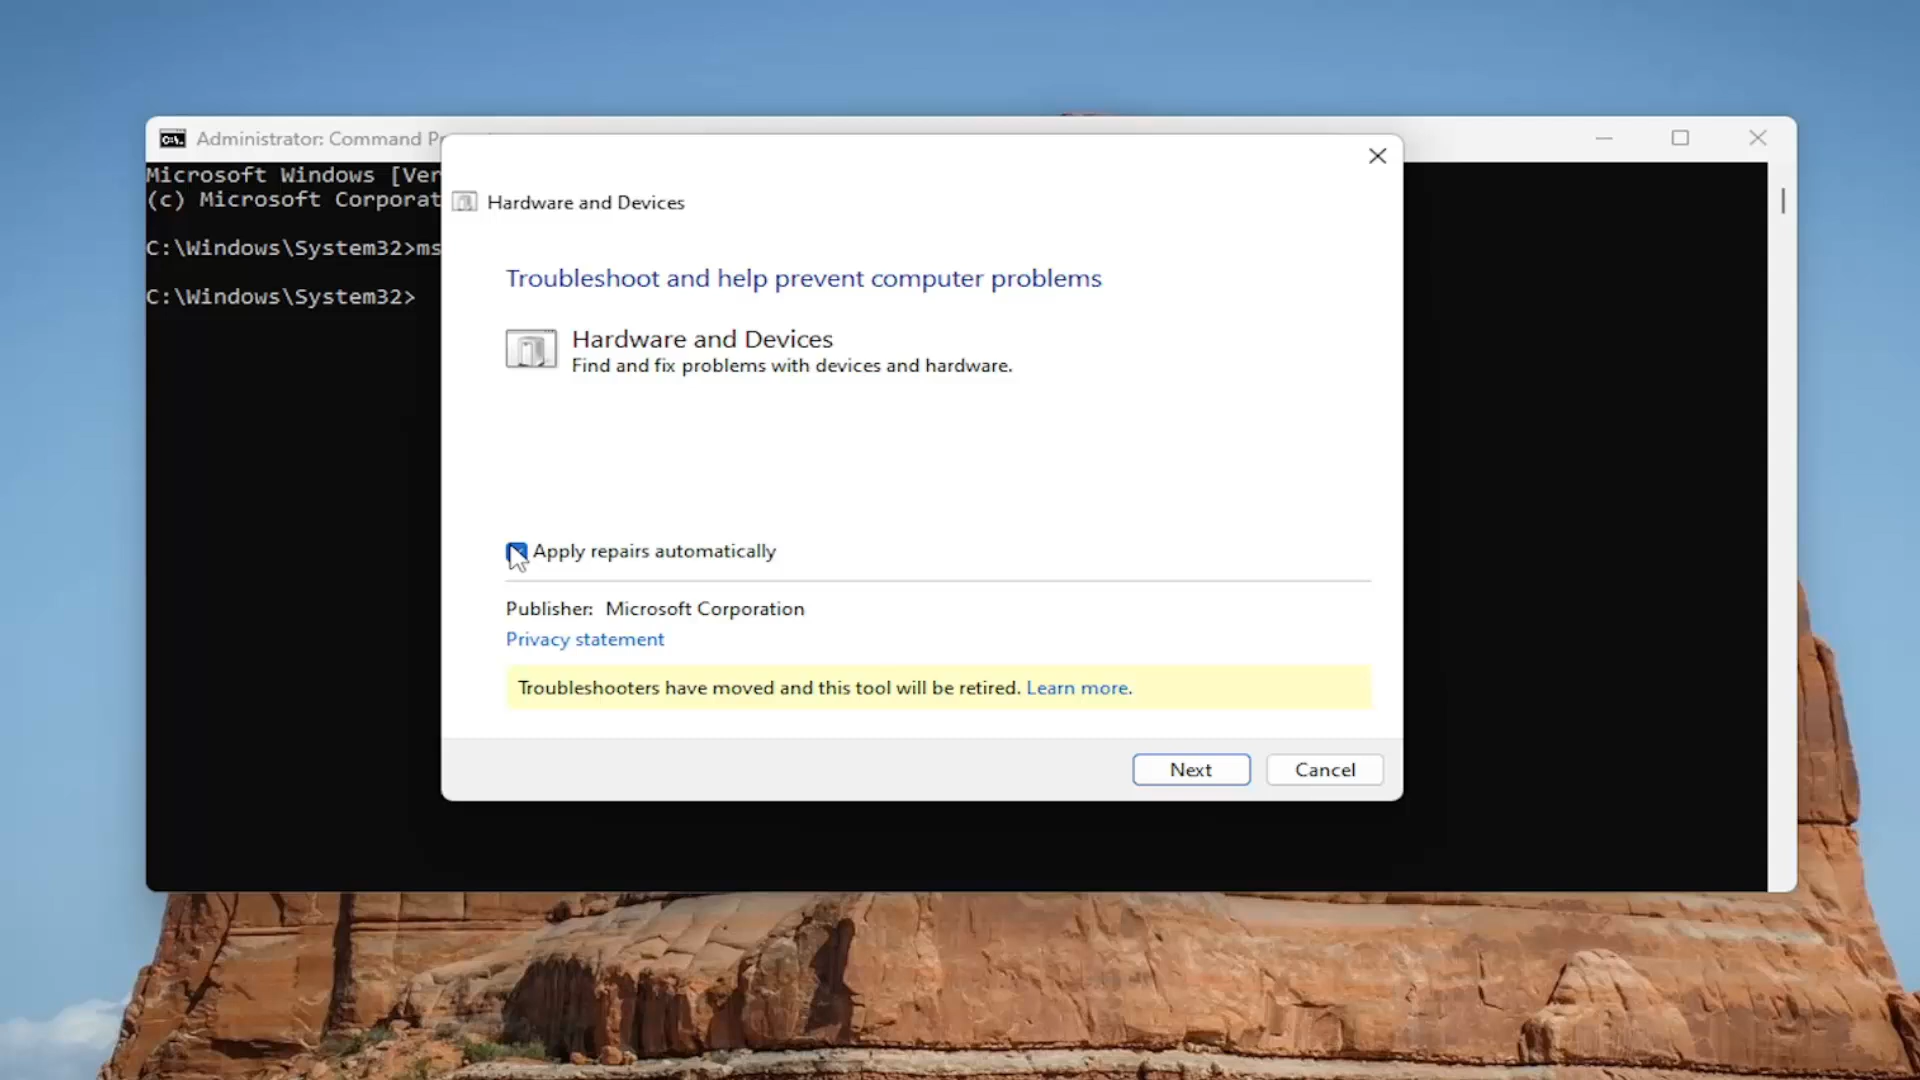 Administrator: Command
Microsoft Windows [Ver
(c) Microsoft Corporat
C:\Windows\System32>ms
C:\Windows\System32>
Hardware and Devices
Troubleshoot and help prevent computer problems
Hardware and Devices
Find and fix problems with devices and hardware.
Apply repairs automatically
Publisher: Microsoft Corporation
Privacy statement
Troubleshooters have moved and this tool will be retired. Learn more.
Next
Cancel